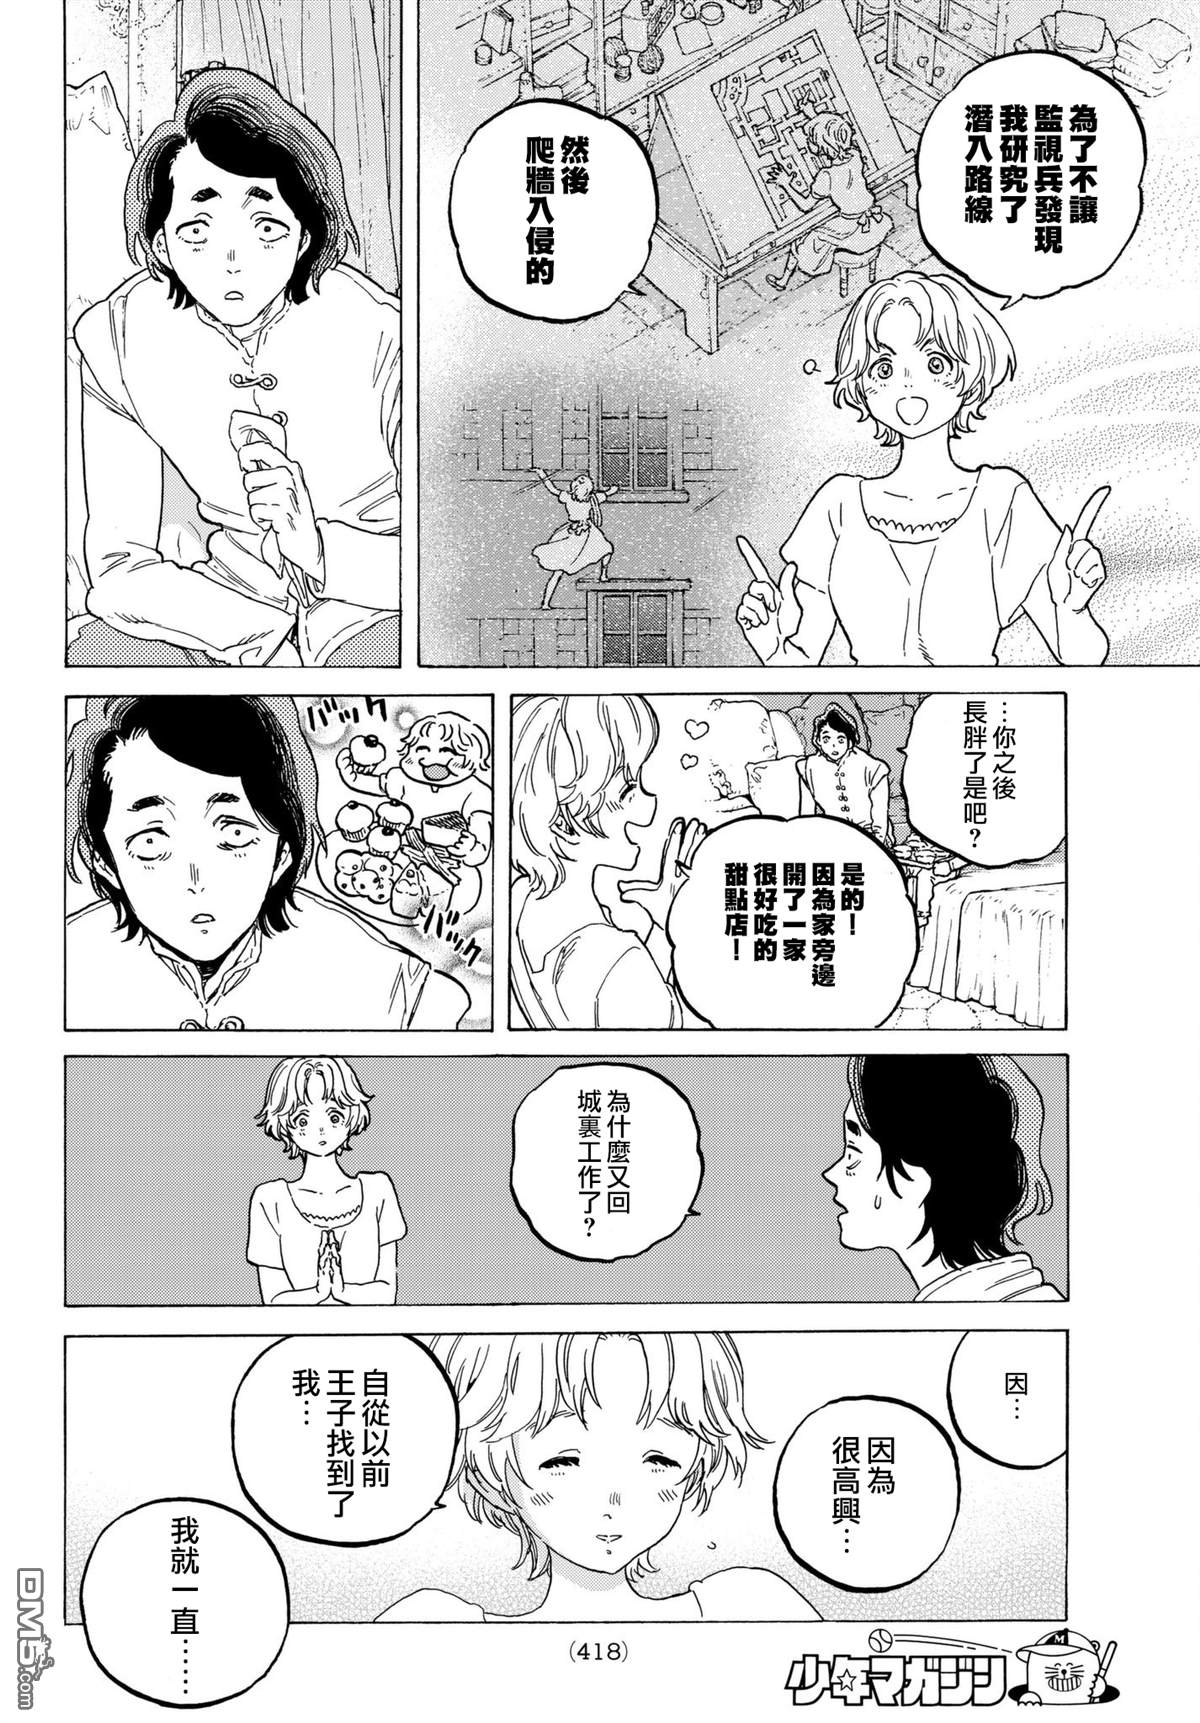 為了不讓
監視兵發現
我研究了
潛入路線
然後
爬牆入侵的
…你之後
長胖了是吧?
是的!
因為家旁邊
開了一家
很好吃的
甜點店!
バック
バック
為什麼又回
城裏工作了?
因…
因為
很高興…
自從以前
王子找到了
我…
我就一直……
(418)
少年マガジン
M
DM5.com